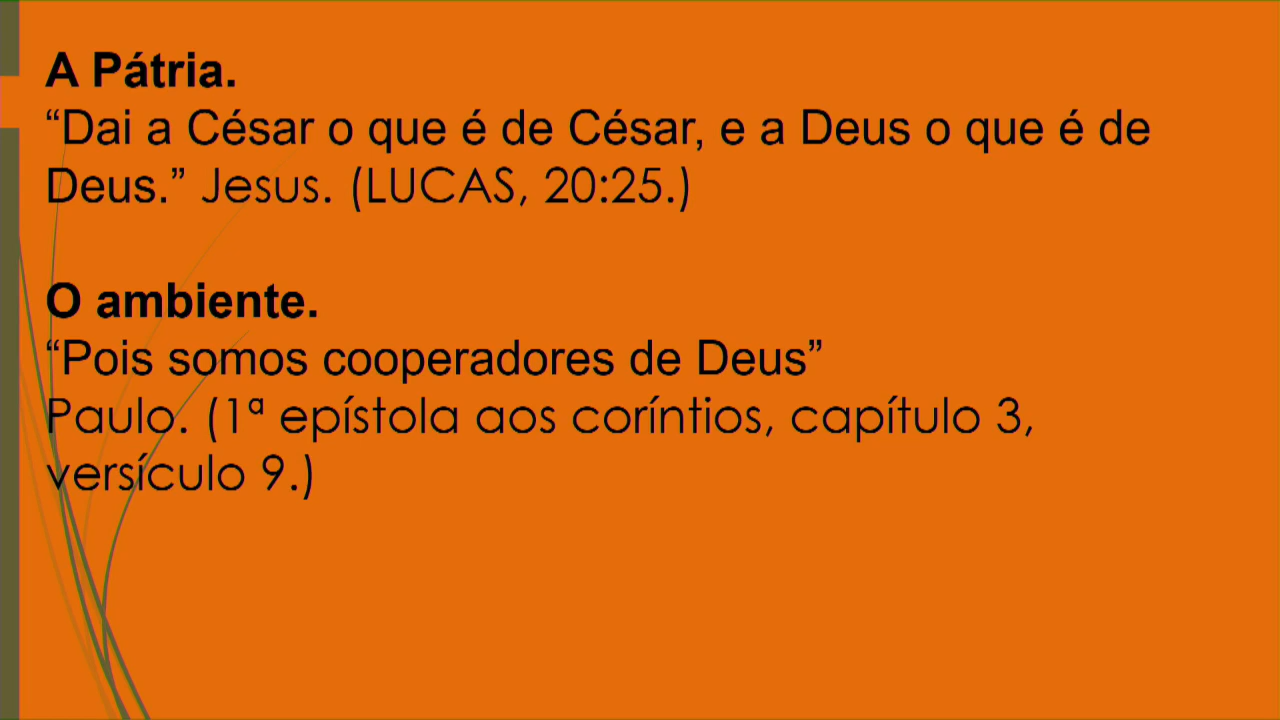 A Pátria.
“Dai a César o que é de César, e a Deus o que é de
Deus.” Jesus. (LUCAS, 20:25.)
O ambiente.
“Pois somos cooperadores de Deus”
Paulo. (1ª epístola aos coríntios, capítulo 3,
versículo 9.)